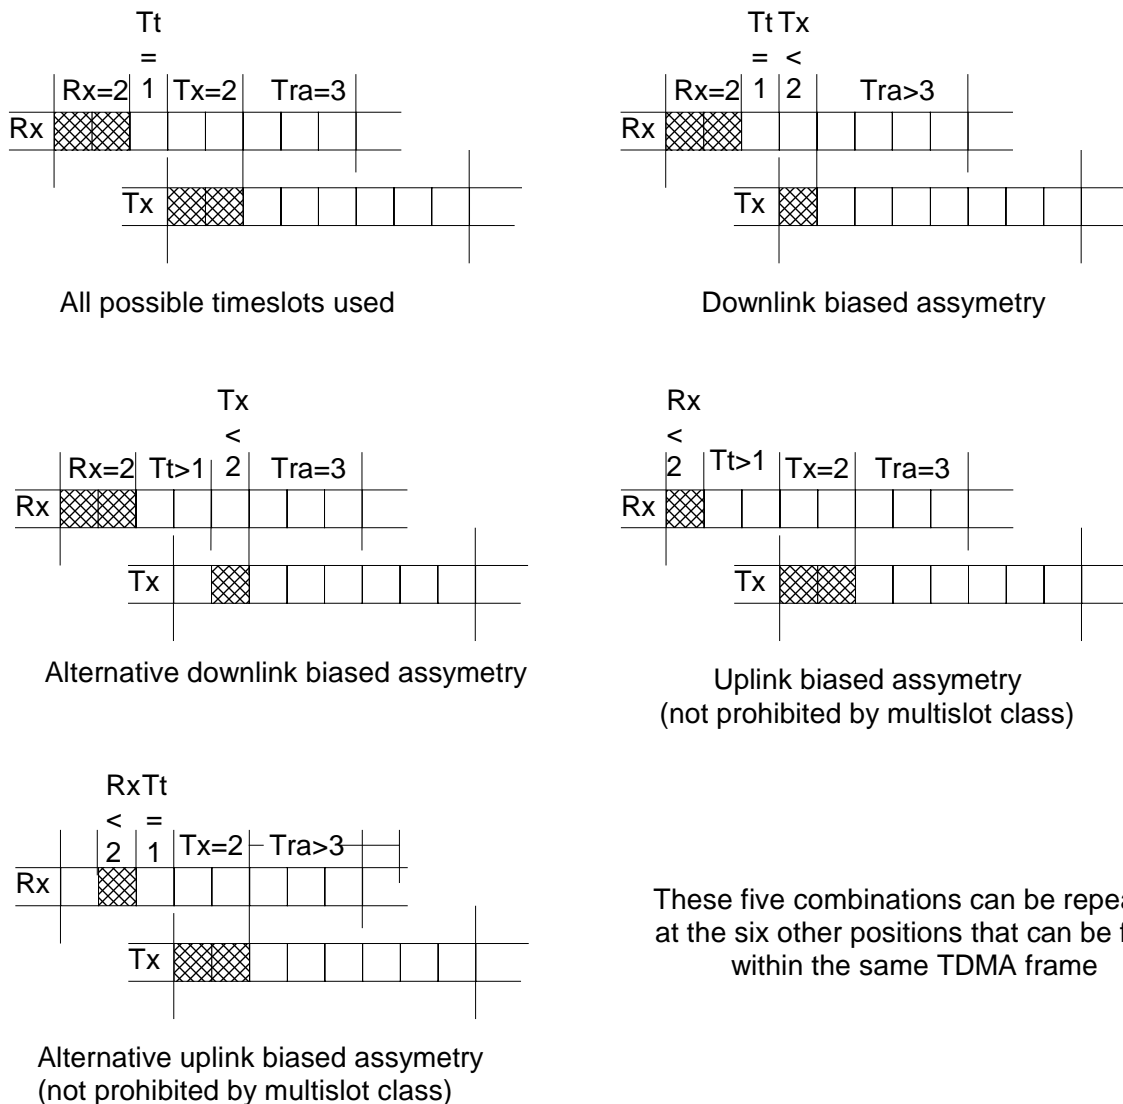 Tt
=
Rx=2 1 Tx=2 Tra=3
Rx
Tx
All possible timeslots used
Tt Tx
= <
Rx=2 1 2 Tra>3
Rx
Tx
Downlink biased assymetry
Tx
<
Rx=2 Tt>1 2 Tra=3
Rx
Tx
Alternative downlink biased assymetry
Rx
<
2 Tt>1 Tx=2 Tra=3
Rx
Tx
Uplink biased assymetry
(not prohibited by multislot class)
RxTt
< =
2 1 Tx=2 Tra>3
Rx
Tx
Alternative uplink biased assymetry
(not prohibited by multislot class)
These five combinations can be
at the six other positions that can be
within the same TDMA frame